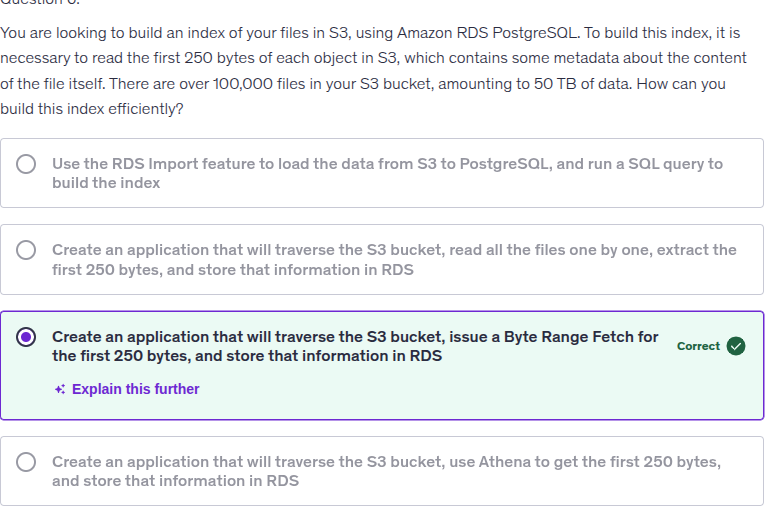 Question 6:
You are looking to build an index of your files in S3, using Amazon RDS PostgreSQL. To build this index, it is
necessary to read the first 250 bytes of each object in S3, which contains some metadata about the content
of the file itself. There are over 100,000 files in your S3 bucket, amounting to 50 TB of data. How can you
build this index efficiently?
Use the RDS Import feature to load the data from S3 to PostgreSQL, and run a SQL query to
build the index
Create an application that will traverse the S3 bucket, read all the files one by one, extract the
first 250 bytes, and store that information in RDS
Create an application that will traverse the S3 bucket, issue a Byte Range Fetch for
the first 250 bytes, and store that information in RDS
Correct
Explain this further
Create an application that will traverse the S3 bucket, use Athena to get the first 250 bytes,
and store that information in RDS